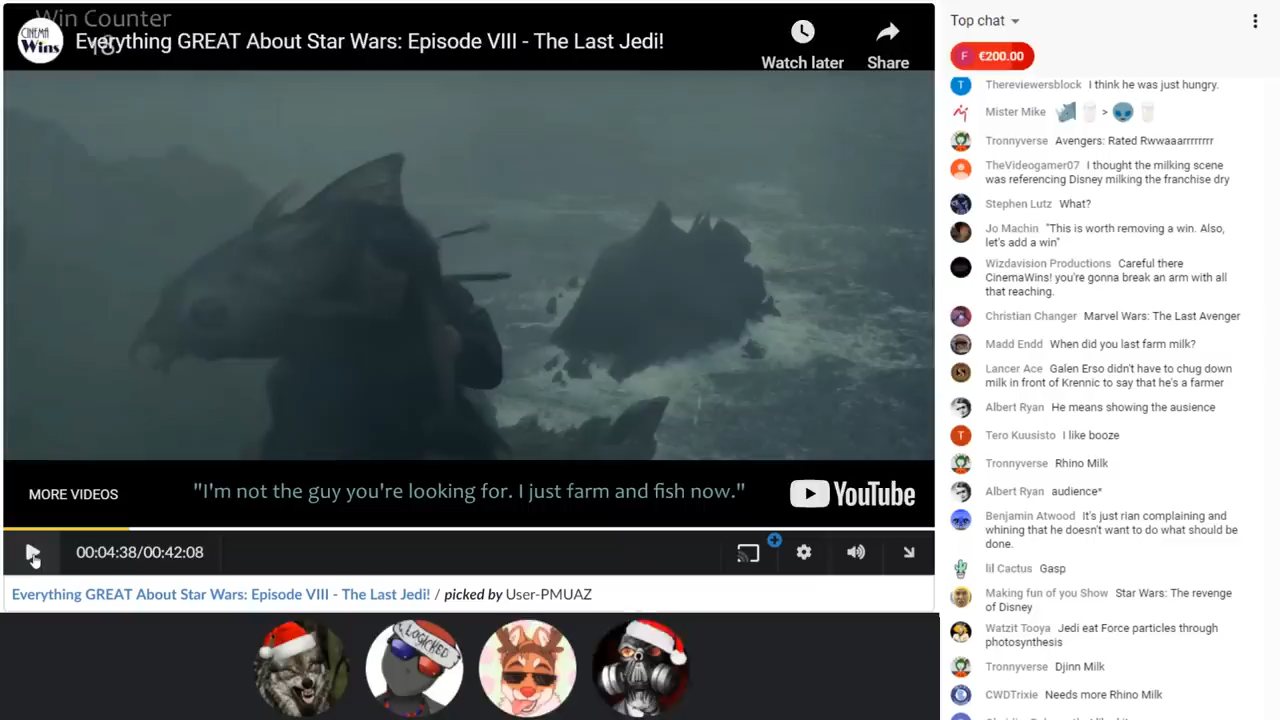 Win Counter
18
CINEMA
Wins
Everything GREAT About Star Wars: Episode VIII - The Last Jedi!
Watch later
Share
MORE VIDEOS
"I'm not the guy you're looking for. I just farm and fish now."
YouTube
00:04:38/00:42:08
Everything GREAT About Star Wars: Episode VIII - The Last Jedi! / picked by User-PMUAZ
LOGICKED
Top chat
F €200.00
T Thereviewersblock I think he was just hungry.
Mister Mike >
Tronnyverse Avengers: Rated Rwwaaarrrrrrrr
TheVideogamer07 I thought the milking scene
was referencing Disney milking the franchise dry
Stephen Lutz What?
Jo Machin "This is worth removing a win. Also,
let's add a win"
Wizdavision Productions Careful there
CinemaWins! you're gonna break an arm with all
that reaching.
Christian Changer Marvel Wars: The Last Avenger
Madd Endd When did you last farm milk?
Lancer Ace Galen Erso didn't have to chug down
milk in front of Krennic to say that he's a farmer
Albert Ryan He means showing the ausience
T Tero Kuusisto I like booze
Tronnyverse Rhino Milk
Albert Ryan audience*
Benjamin Atwood It's just rian complaining and
whining that he doesn't want to do what should be
done.
lil Cactus Gasp
Making fun of you Show Star Wars: The revenge
of Disney
Watzit Tooya Jedi eat Force particles through
photosynthesis
Tronnyverse Djinn Milk
CWDTrixie Needs more Rhino Milk